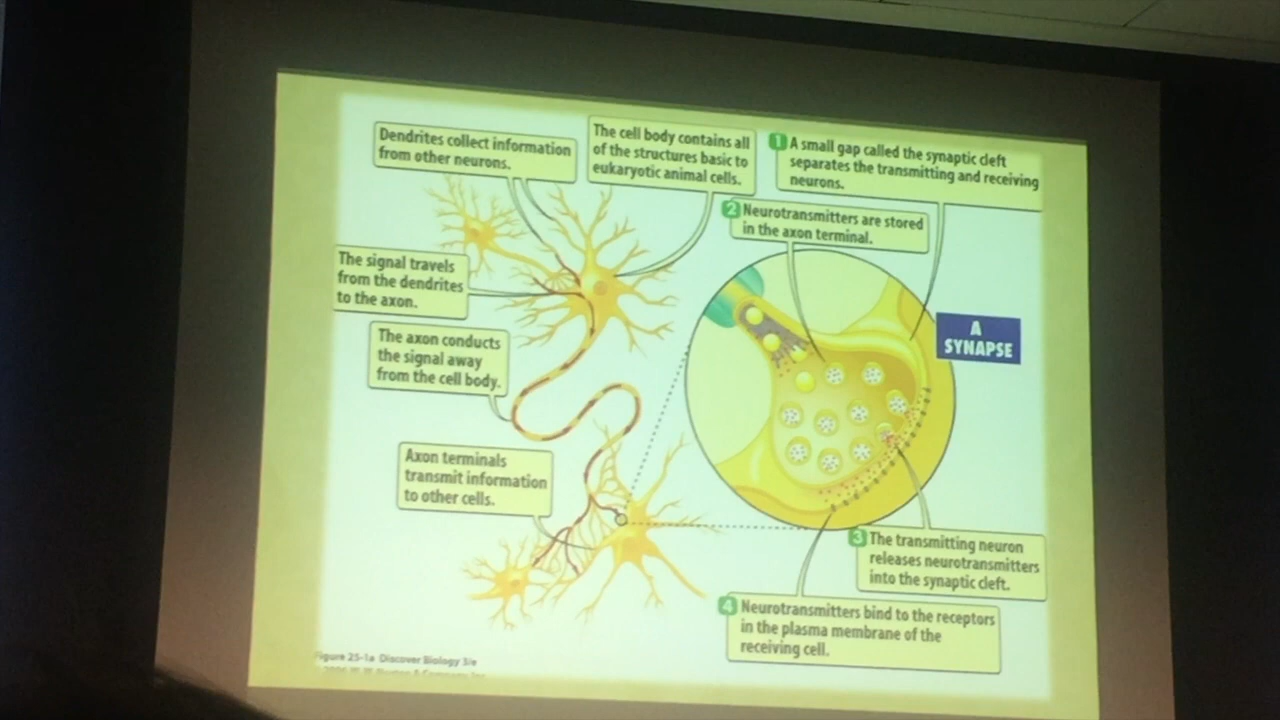 Dendrites collect information
from other neurons.
The cell body contains all
of the structures basic to
eukaryotic animal cells.
1 A small gap called the synaptic cleft
separates the transmitting and receiving
neurons.
2 Neurotransmitters are stored
in the axon terminal.
The signal travels
from the dendrites
to the axon.
A
SYNAPSE
The axon conducts
the signal away
from the cell body.
Axon terminals
transmit information
to other cells.
3 The transmitting neuron
releases neurotransmitters
into the synaptic cleft.
4 Neurotransmitters bind to the receptors
in the plasma membrane of the
receiving cell.
Figure 25-1a Discover Biology 3/e